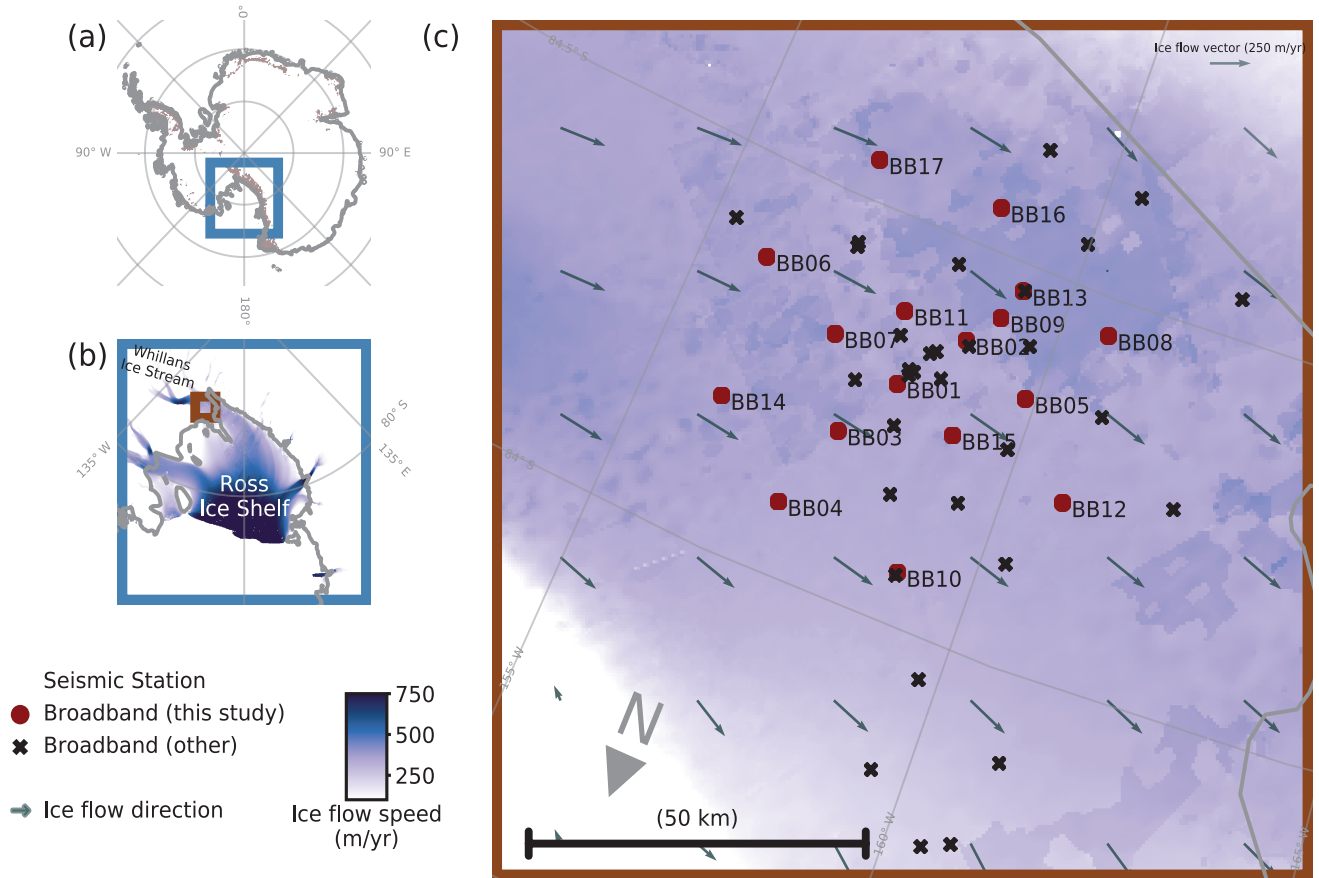 (a)
0°
90° W
90° E
180°
(b)
Whillans
Ice Stream
80° S
135° W
135° E
Ross
Ice Shelf
Seismic Station
Broadband (this study)
Broadband (other)
Ice flow direction
750
500
250
Ice flow speed
(m/yr)
(c)
84.5° S
Ice flow vector (250 m/yr)
BB17
BB16
BB06
BB13
BB11
BB09
BB07
BB02
BB08
BB01
BB14
BB05
BB03
BB15
84° S
BB04
BB12
BB10
155° W
N
(50 km)
160° W
165° W